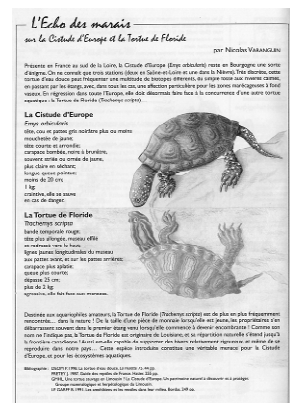 L'Echo des marais
sur la Cistude d'Europe et la Tortue de Floride
par Nicolas VARANGUIN
Présente en France au sud de la Loire, la Cistude d'Europe (Emys orbicularis) reste en Bourgogne une sorte
d'énigme. On ne connaît que trois stations (deux en Saône-et-Loire et une dans la Nièvre). Très discrète, cette
tortue d'eau douce peut fréquenter une multitude de biotopes différents, du simple fossé aux rivières calmes,
en passant par les étangs, avec, dans tous les cas, une affection particulière pour les zones marécageuses à fond
vaseux. En régression dans toute l'Europe, elle doit désormais faire face à la concurrence d'une autre tortue
aquatique : la Tortue de Floride (Trachemys scripta).
La Cistude d'Europe
Emys orbicularis
tête, cou et pattes gris noirâtre plus ou moins
mouchetés de jaune;
tête courte et arrondie;
carapace bombée, noire à brunâtre,
souvent striée ou ornée de jaune,
plus claire en séchant;
longue queue pointue;
moins de 20 cm;
1 kg;
craintive, elle se sauve
en cas de danger.
La Tortue de Floride
Trachemys scripta
bande temporale rouge;
tête plus allongée, museau effilé
lignes jaunes longitudinales du museau
aux pattes avant, et sur les pattes arrières;
carapace plus aplatie;
queue plus courte;
dépasse 25 cm;
plus de 2 kg;
agressive, elle fait face aux menaces.
Destinée aux aquariophiles amateurs, la Tortue de Floride (Trachemys scripta) est de plus en plus fréquemment
rencontrée... dans la nature ! De la taille d'une pièce de monnaie lorsqu'elle est jeune, les propriétaires s'en
débarrassent souvent dans le premier étang venu lorsqu'elle commence à devenir encombrante ! Comme son
nom ne l'indique pas, la Tortue de Floride est originaire de Louisiane, et sa répartition naturelle s'étend jusqu'à
la frontière canadienne ! Aussi est-elle capable de supporter des hivers relativement rigoureux, et même de se
reproduire dans notre pays... Cette espèce introduite constitue une véritable menace pour la Cistude
d'Europe, et pour les écosystèmes aquatiques.
Bibliographie :